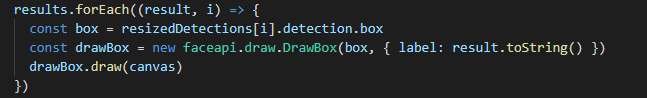 results.forEach((result, i) => {
const box = resizedDetections[i].detection.box
const drawBox = new faceapi.draw.DrawBox(box, { label: result.toString() })
drawBox.draw(canvas)
})